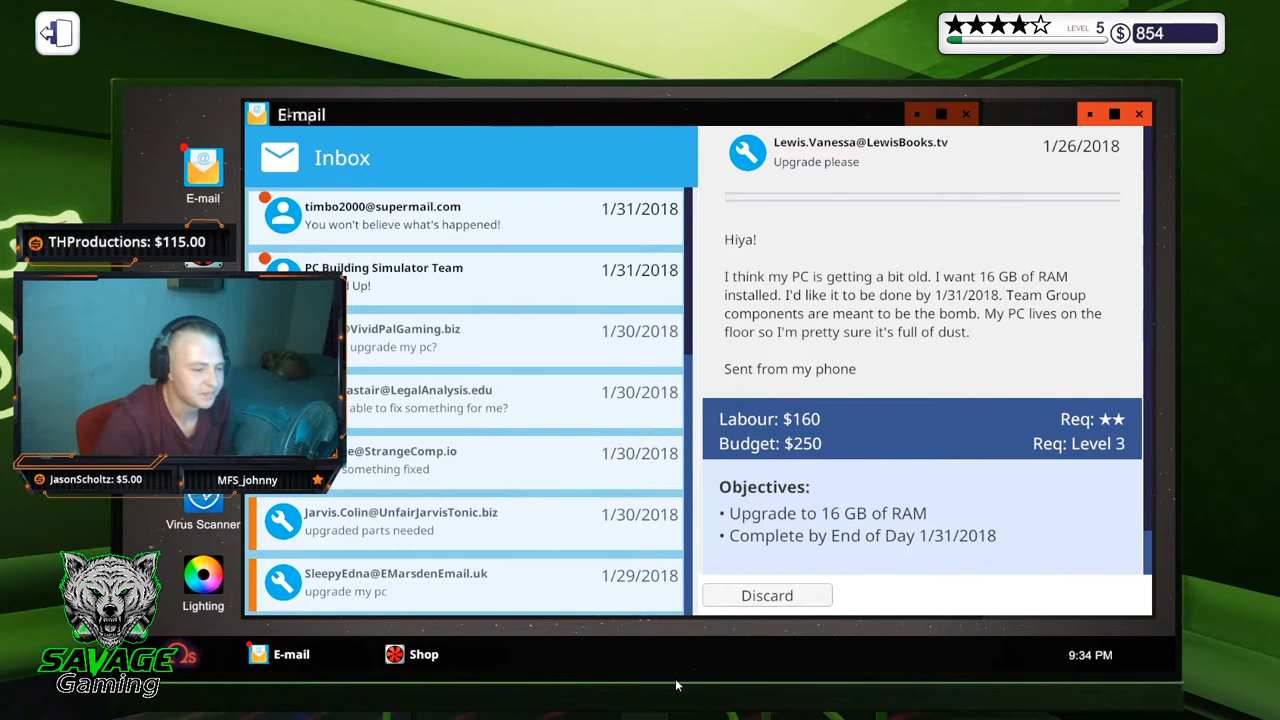 LEVEL 5 $ 854
E-mail
Inbox
E-mail
timbo2000@supermail.com 1/31/2018
You won't believe what's happened!
PC Building Simulator Team 1/31/2018
Up!
@VividPalGaming.biz 1/30/2018
upgrade my pc?
astair@LegalAnalysis.edu 1/30/2018
able to fix something for me?
e@StrangeComp.io 1/30/2018
something fixed
Jarvis.Colin@UnfairJarvisTonic.biz 1/30/2018
upgraded parts needed
SleepyEdna@EMarsdenEmail.uk 1/29/2018
upgrade my pc
Lewis.Vanessa@LewisBooks.tv 1/26/2018
Upgrade please
Hiya!
I think my PC is getting a bit old. I want 16 GB of RAM
installed. I'd like it to be done by 1/31/2018. Team Group
components are meant to be the bomb. My PC lives on the
floor so I'm pretty sure it's full of dust.
Sent from my phone
Labour: $160 Req: ★★
Budget: $250 Req: Level 3
Objectives:
• Upgrade to 16 GB of RAM
• Complete by End of Day 1/31/2018
Discard
THProductions: $115.00
JasonScholtz: $5.00 MFS_johnny
Virus Scanner
Lighting
SAVAGE
Gaming
E-mail Shop 9:34 PM